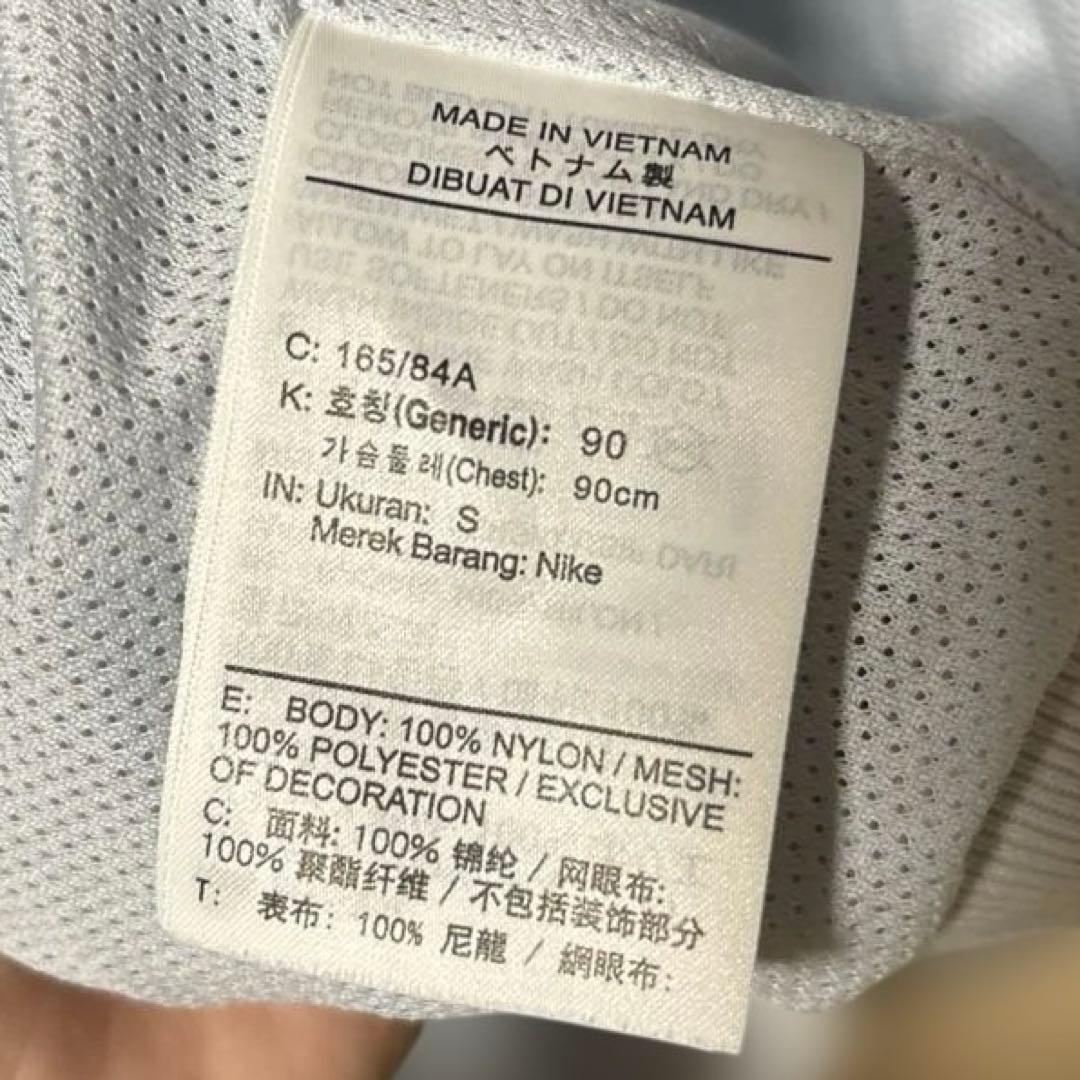 MADE IN VIETNAM
ベトナム製
DIBUAT DI VIETNAM
C: 165/84A
K: 호칭(Generic): 90
가슴둘레(Chest): 90cm
IN: Ukuran: S
Merek Barang: Nike
E: BODY: 100% NYLON / MESH:
100% POLYESTER / EXCLUSIVE
OF DECORATION
C: 面料: 100% 锦纶 / 网眼布:
100% 聚酯纤维 / 不包括装饰部分
T: 表布: 100% 尼龍 / 網眼布: